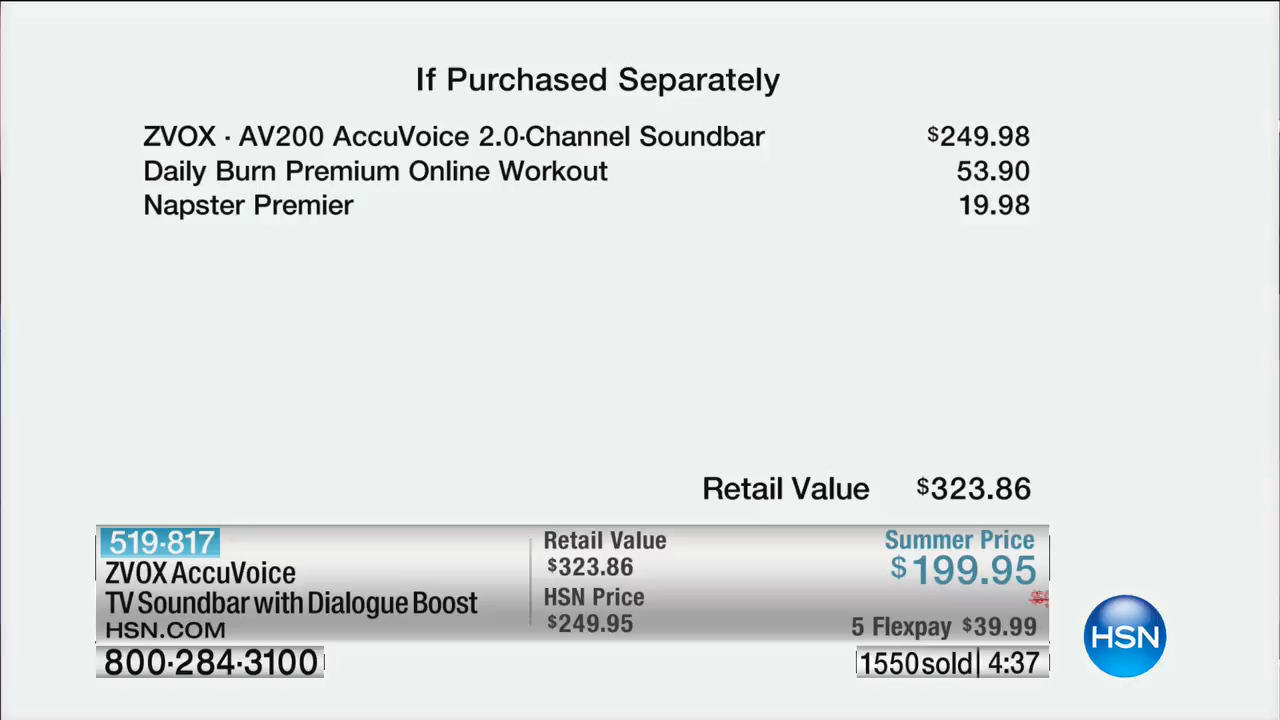 If Purchased Separately
ZVOX · AV200 AccuVoice 2.0·Channel Soundbar $249.98
Daily Burn Premium Online Workout 53.90
Napster Premier 19.98
Retail Value $323.86
519·817
ZVOX AccuVoice
TV Soundbar with Dialogue Boost
HSN.COM
800·284·3100
Retail Value
$323.86
HSN Price
$249.95
Summer Price
$199.95
5 Flexpay $39.99
1550 sold 4:37
HSN